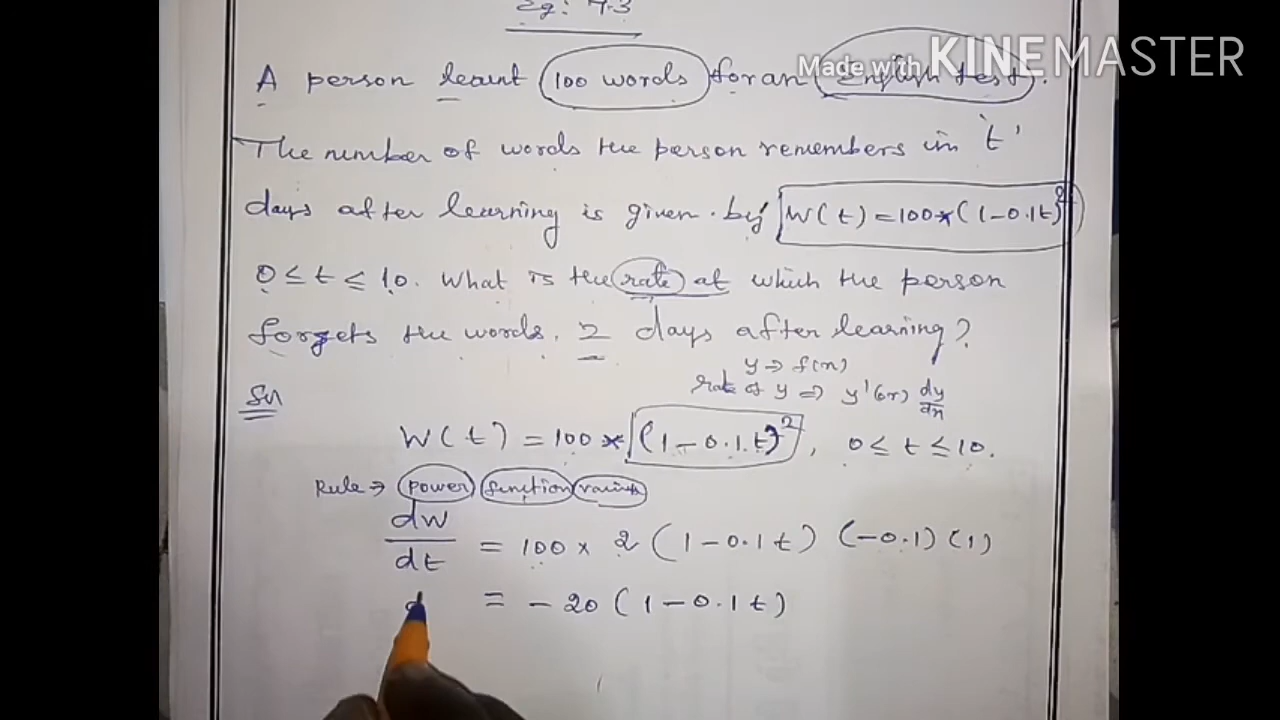 Eg: 7.3
Made with KINEMASTER
A person learnt 100 words for an English test.
The number of words the person remembers in 't'
days after learning is given by W(t) = 100 * (1 - 0.1t)²
0 ≤ t ≤ 10. What is the rate at which the person
forgets the words. 2 days after learning?
y ⇒ f(x)
rate of y ⇒ y' (or) dy/dx
Sol
W(t) = 100 * (1 - 0.1t)², 0 ≤ t ≤ 10.
Rule → power function variable
dw/dt = 100 × 2 (1 - 0.1t) (-0.1) (1)
= - 20 (1 - 0.1t)